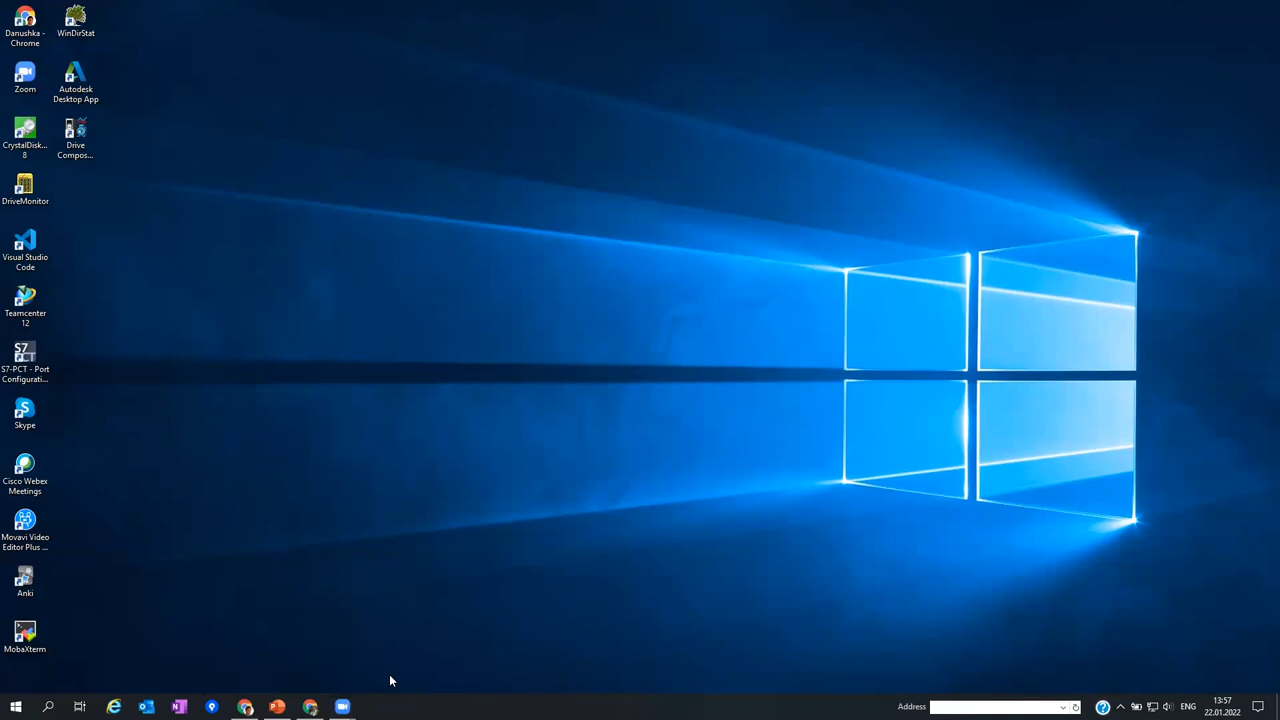 Danushka -
Chrome
WinDirStat
Zoom
Autodesk
Desktop App
CrystalDisk...
8
Drive
Compos...
DriveMonitor
Visual Studio
Code
Teamcenter
12
S7
PCT
S7-PCT - Port
Configurati...
Skype
Cisco Webex
Meetings
Movavi Video
Editor Plus ...
Anki
MobaXterm
Address
ENG
13:57
22.01.2022